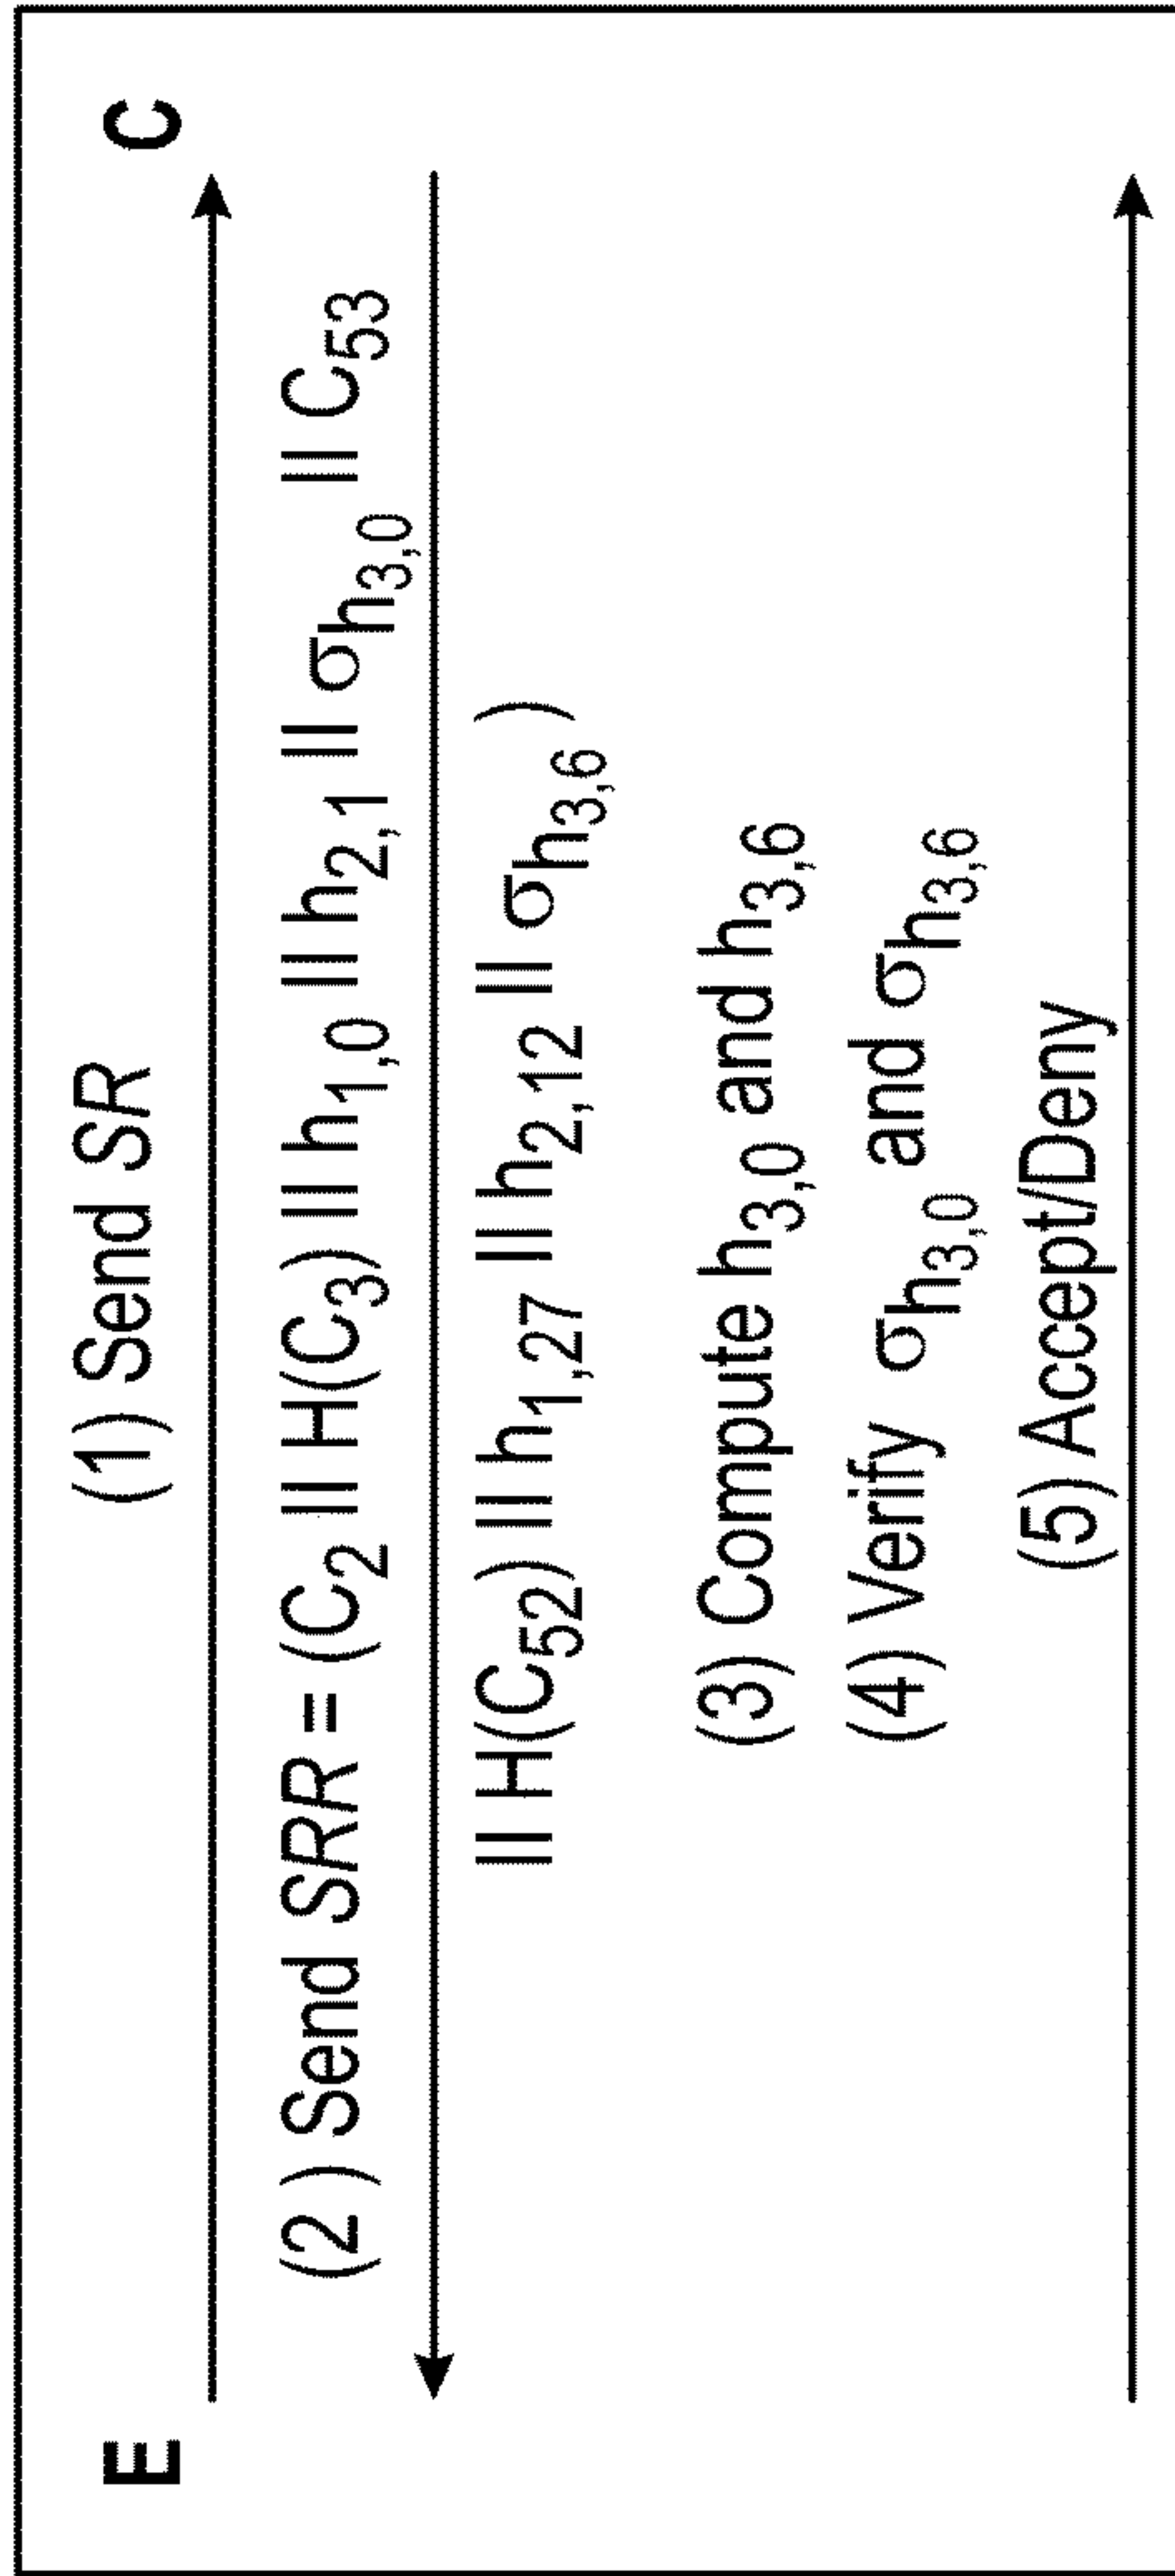 E C
(1) Send SR
(2 ) Send SRR = (C₂ || H(C₃) || h₁,₀ || h₂,₁ || σh₃,₀ || C₅₃
|| H(C₅₂) || h₁,₂₇ || h₂,₁₂ || σh₃,₆ )
(3) Compute h₃,₀ and h₃,₆
(4) Verify σh₃,₀ and σh₃,₆
(5) Accept/Deny